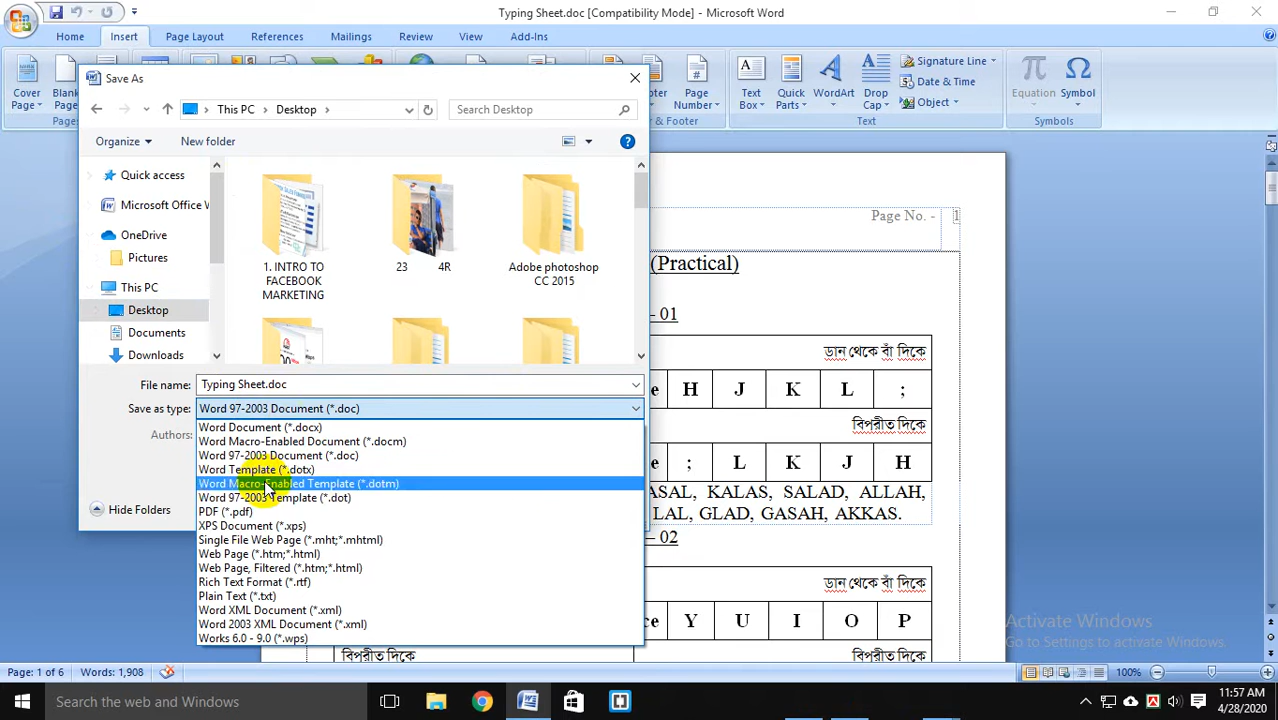 Typing Sheet.doc [Compatibility Mode] - Microsoft Word
Home Insert Page Layout References Mailings Review View Add-Ins
Cover Page
Blank
Pages
Page Number
Header & Footer
Text Box
Quick Parts
WordArt
Drop Cap
Signature Line
Date & Time
Object
Text
Equation
Symbol
Symbols
Save As
This PC > Desktop >
Search Desktop
Organize
New folder
Quick access
Microsoft Office W
OneDrive
Pictures
This PC
Desktop
Documents
Downloads
1. INTRO TO FACEBOOK MARKETING
23 4R
Adobe photoshop CC 2015
File name: Typing Sheet.doc
Save as type: Word 97-2003 Document (*.doc)
Authors:
Word Document (*.docx)
Word Macro-Enabled Document (*.docm)
Word 97-2003 Document (*.doc)
Word Template (*.dotx)
Word Macro-Enabled Template (*.dotm)
Word 97-2003 Template (*.dot)
PDF (*.pdf)
XPS Document (*.xps)
Single File Web Page (*.mht;*.mhtml)
Web Page (*.htm;*.html)
Web Page, Filtered (*.htm;*.html)
Rich Text Format (*.rtf)
Plain Text (*.txt)
Word XML Document (*.xml)
Word 2003 XML Document (*.xml)
Works 6.0 - 9.0 (*.wps)
Hide Folders
Page No. - 1
(Practical)
– 01
ডান থেকে বাঁ দিকে
H J K L ;
বিপরীত দিকে
; L K J H
ASAL, KALAS, SADAL, ALLAH,
LAL, GLAD, GASAH, AKKAS.
– 02
ডান থেকে বাঁ দিকে
Y U I O P
বিপরীত দিকে বিপরীত দিকে
Activate Windows
Go to Settings to activate Windows.
Page: 1 of 6 Words: 1,908 100%
Search the web and Windows
11:57 AM
4/28/2020